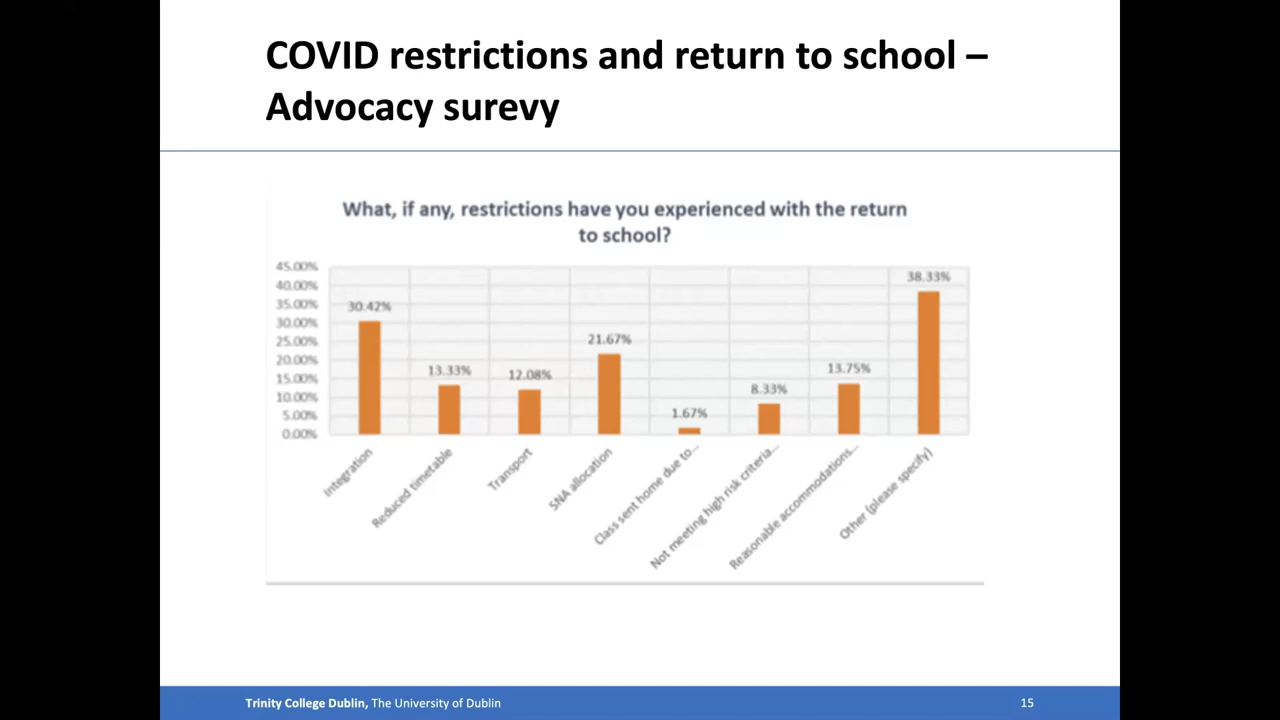 COVID restrictions and return to school –
Advocacy surevy
What, if any, restrictions have you experienced with the return
to school?
45.00%
40.00%
35.00%
30.00%
25.00%
20.00%
15.00%
10.00%
5.00%
0.00%
30.42%
13.33%
12.08%
21.67%
1.67%
8.33%
13.75%
38.33%
Integration
Reduced timetable
Transport
SNA allocation
Class sent home due to...
Not meeting high risk criteria...
Reasonable accommodations...
Other (please specify)
Trinity College Dublin, The University of Dublin
15